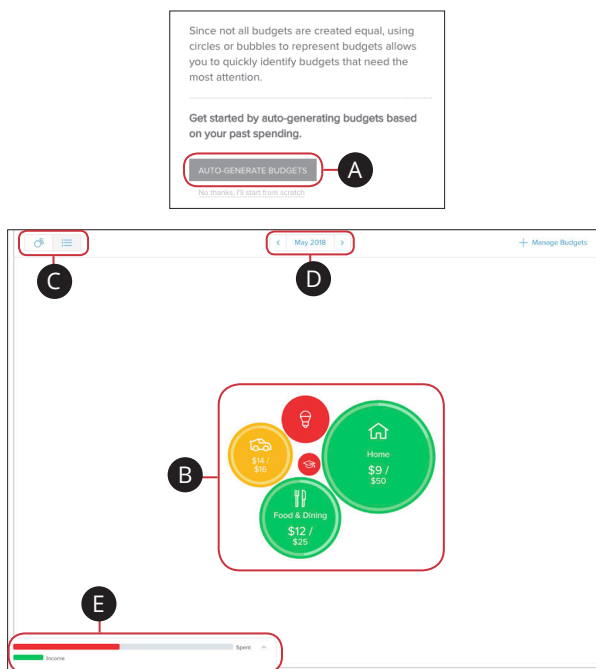 Since not all budgets are created equal, using
circles or bubbles to represent budgets allows
you to quickly identify budgets that need the
most attention.
Get started by auto-generating budgets based
on your past spending.
AUTO-GENERATE BUDGETS
A
No thanks, I'll start from scratch
< May 2018 >
+ Manage Budgets
C
D
$14 /
$16
Home
$9 /
$50
B
Food & Dining
$12 /
$25
E
Spent
Income